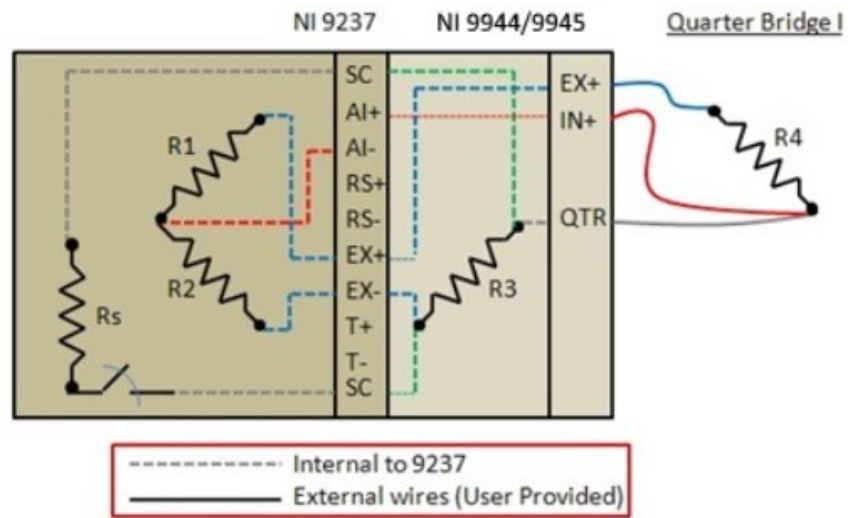 NI 9237 NI 9944/9945 Quarter Bridge I
SC
AI+
AI-
RS+
RS-
EX+
EX-
T+
T-
SC
R1
R2
Rs
R3
EX+
IN+
QTR
R4
Internal to 9237
External wires (User Provided)